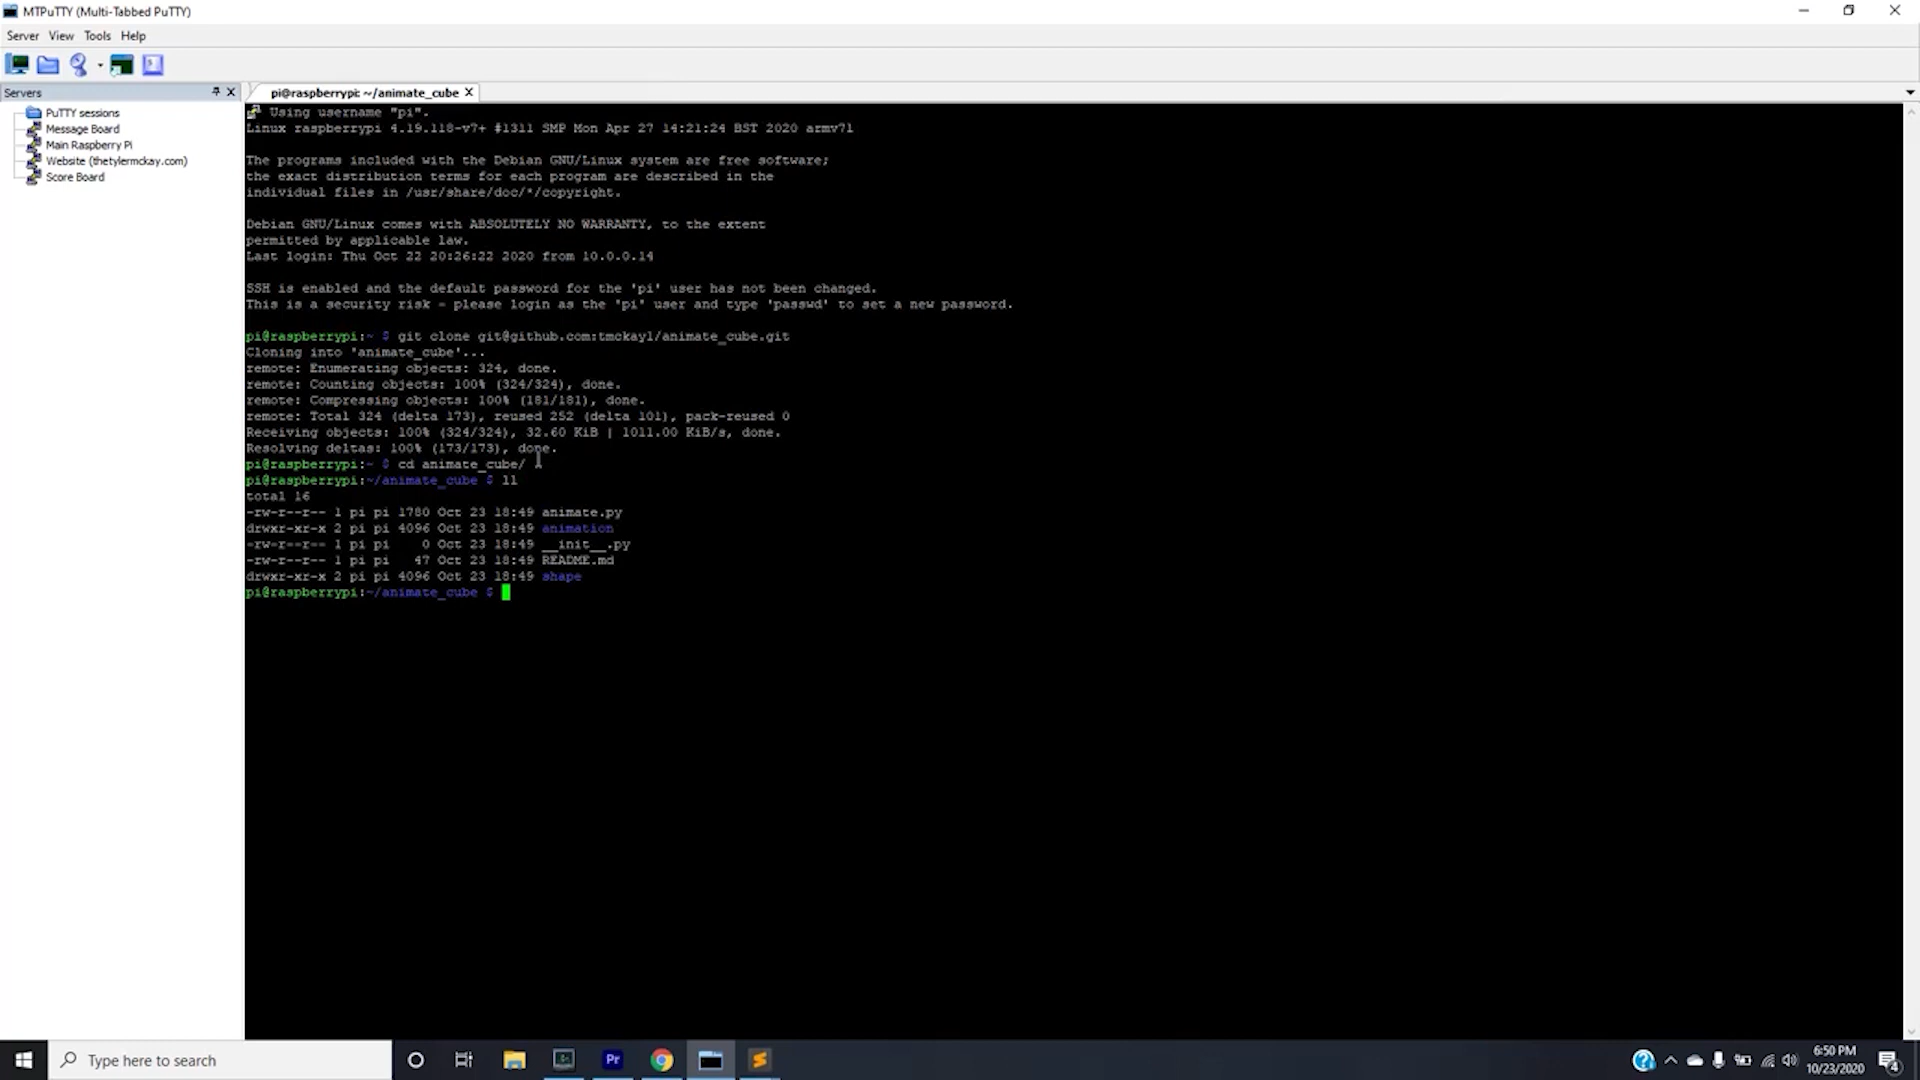 MTPuTTY (Multi-Tabbed PuTTY)
Server View Tools Help
Servers
PuTTY sessions
Message Board
Main Raspberry Pi
Website (thetylermckay.com)
Score Board
pi@raspberrypi: ~/animate_cube
Using username "pi".
Linux raspberrypi 4.19.118-v7+ #1311 SMP Mon Apr 27 14:21:24 BST 2020 armv7l
The programs included with the Debian GNU/Linux system are free software;
the exact distribution terms for each program are described in the
individual files in /usr/share/doc/*/copyright.
Debian GNU/Linux comes with ABSOLUTELY NO WARRANTY, to the extent
permitted by applicable law.
Last login: Thu Oct 22 20:26:22 2020 from 10.0.0.14
SSH is enabled and the default password for the 'pi' user has not been changed.
This is a security risk - please login as the 'pi' user and type 'passwd' to set a new password.
pi@raspberrypi:~ $ git clone git@github.com:tmckay1/animate_cube.git
Cloning into 'animate_cube'...
remote: Enumerating objects: 324, done.
remote: Counting objects: 100% (324/324), done.
remote: Compressing objects: 100% (181/181), done.
remote: Total 324 (delta 173), reused 252 (delta 101), pack-reused 0
Receiving objects: 100% (324/324), 32.60 KiB | 1011.00 KiB/s, done.
Resolving deltas: 100% (173/173), done.
pi@raspberrypi:~ $ cd animate_cube/
pi@raspberrypi:~/animate_cube $ ll
total 16
-rw-r--r-- 1 pi pi 1780 Oct 23 18:49 animate.py
drwxr-xr-x 2 pi pi 4096 Oct 23 18:49 animation
-rw-r--r-- 1 pi pi    0 Oct 23 18:49 __init__.py
-rw-r--r-- 1 pi pi   47 Oct 23 18:49 README.md
drwxr-xr-x 2 pi pi 4096 Oct 23 18:49 shape
pi@raspberrypi:~/animate_cube $
Type here to search
Pr
6:50 PM
10/23/2020
4